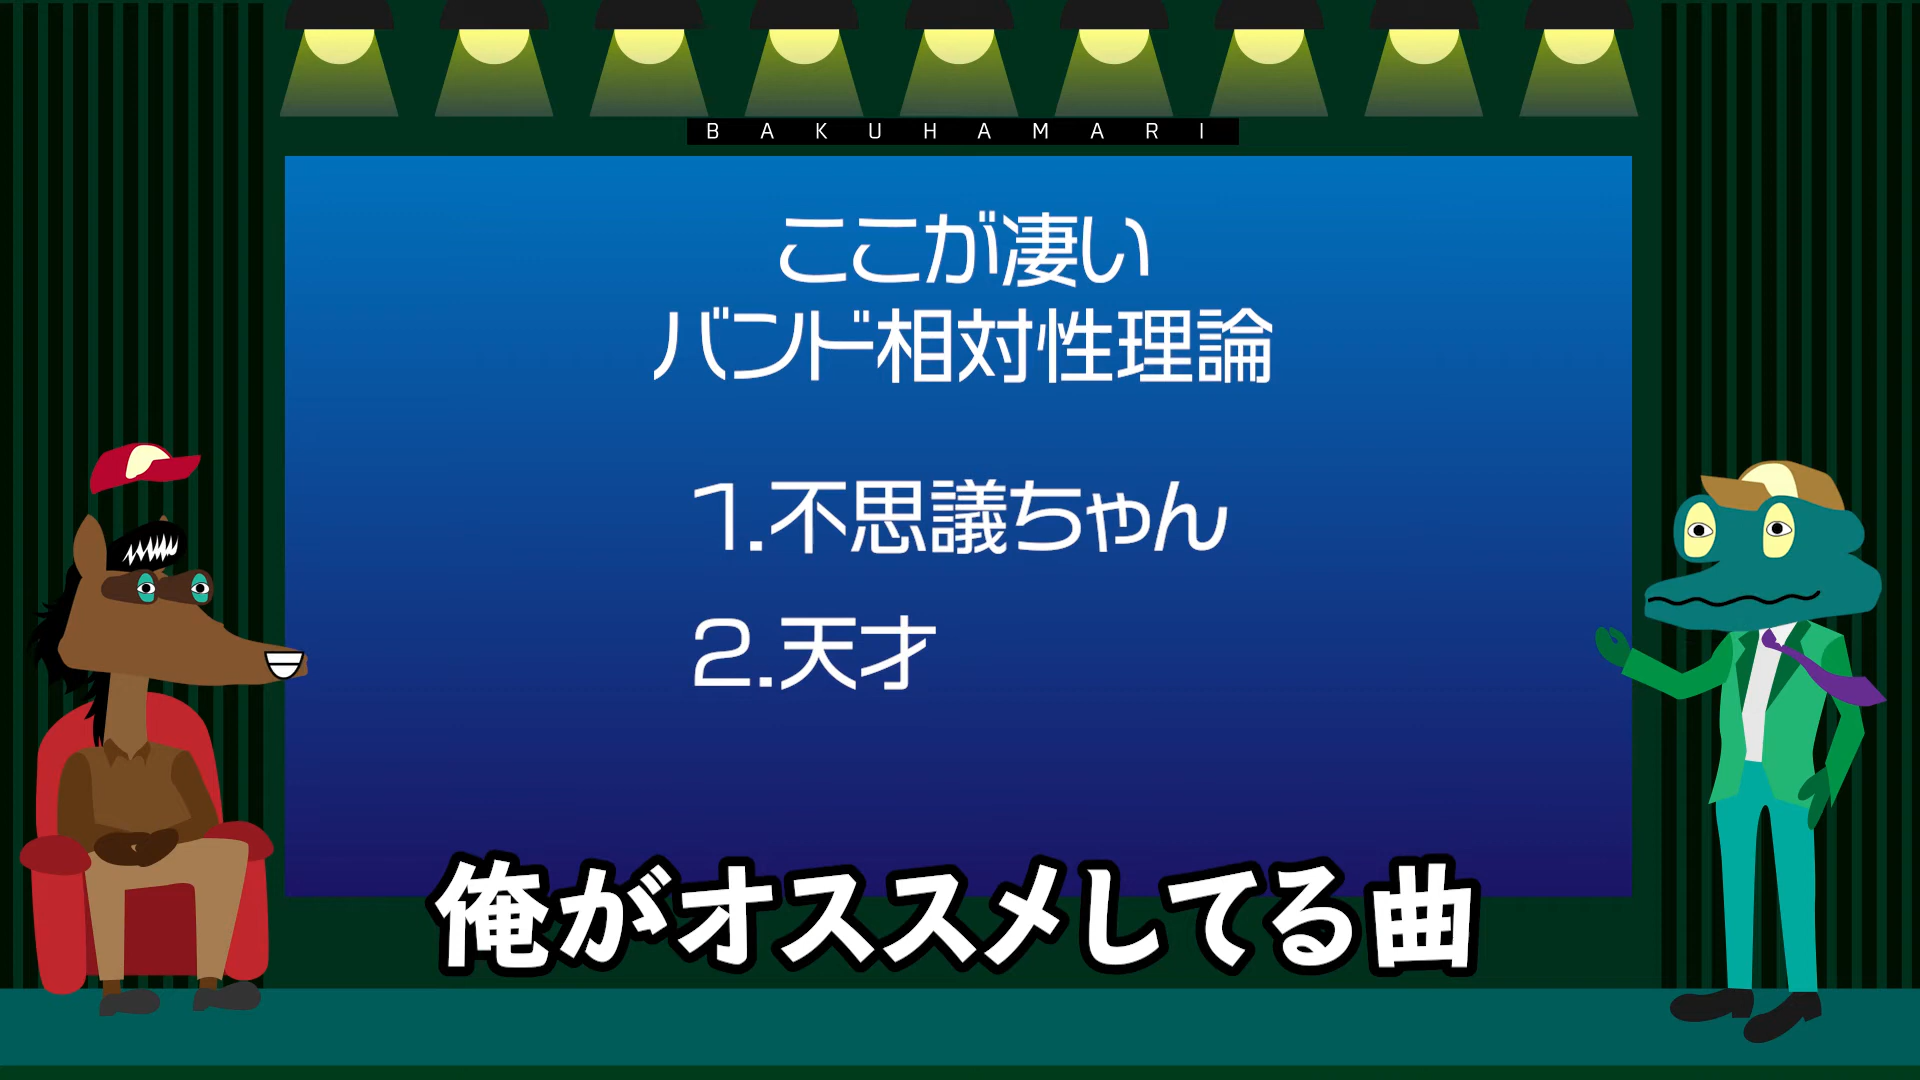 BAKUHAMARI
ここが凄い
バンド相対性理論
1.不思議ちゃん
2.天才
俺がオススメしてる曲